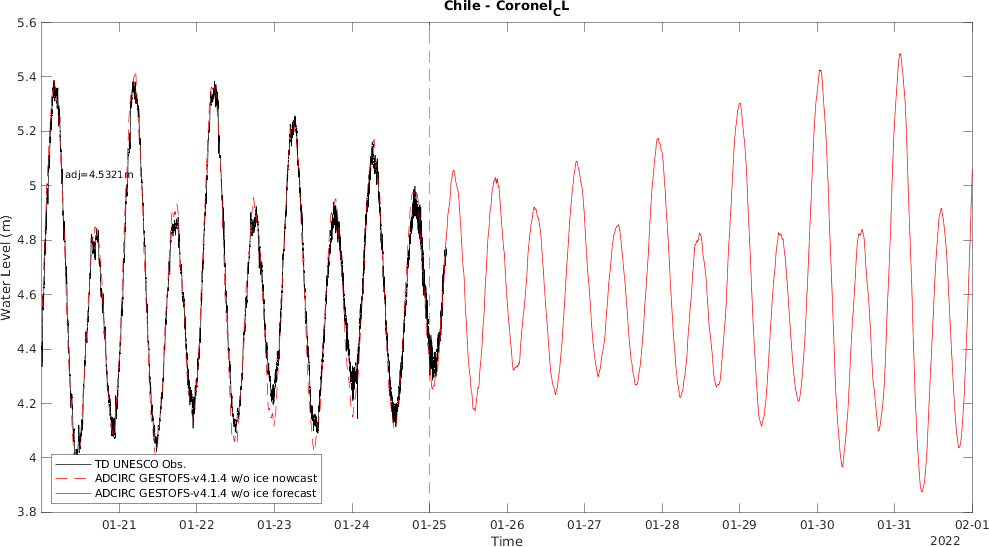 Chile - Coronel_CL
5.6
5.4
5.2
5
4.8
4.6
4.4
4.2
4
3.8
Water Level (m)
adj=4.5321m
TD UNESCO Obs.
ADCIRC GESTOFS-v4.1.4 w/o ice nowcast
ADCIRC GESTOFS-v4.1.4 w/o ice forecast
01-21 01-22 01-23 01-24 01-25 01-26 01-27 01-28 01-29 01-30 01-31 02-01
Time
2022